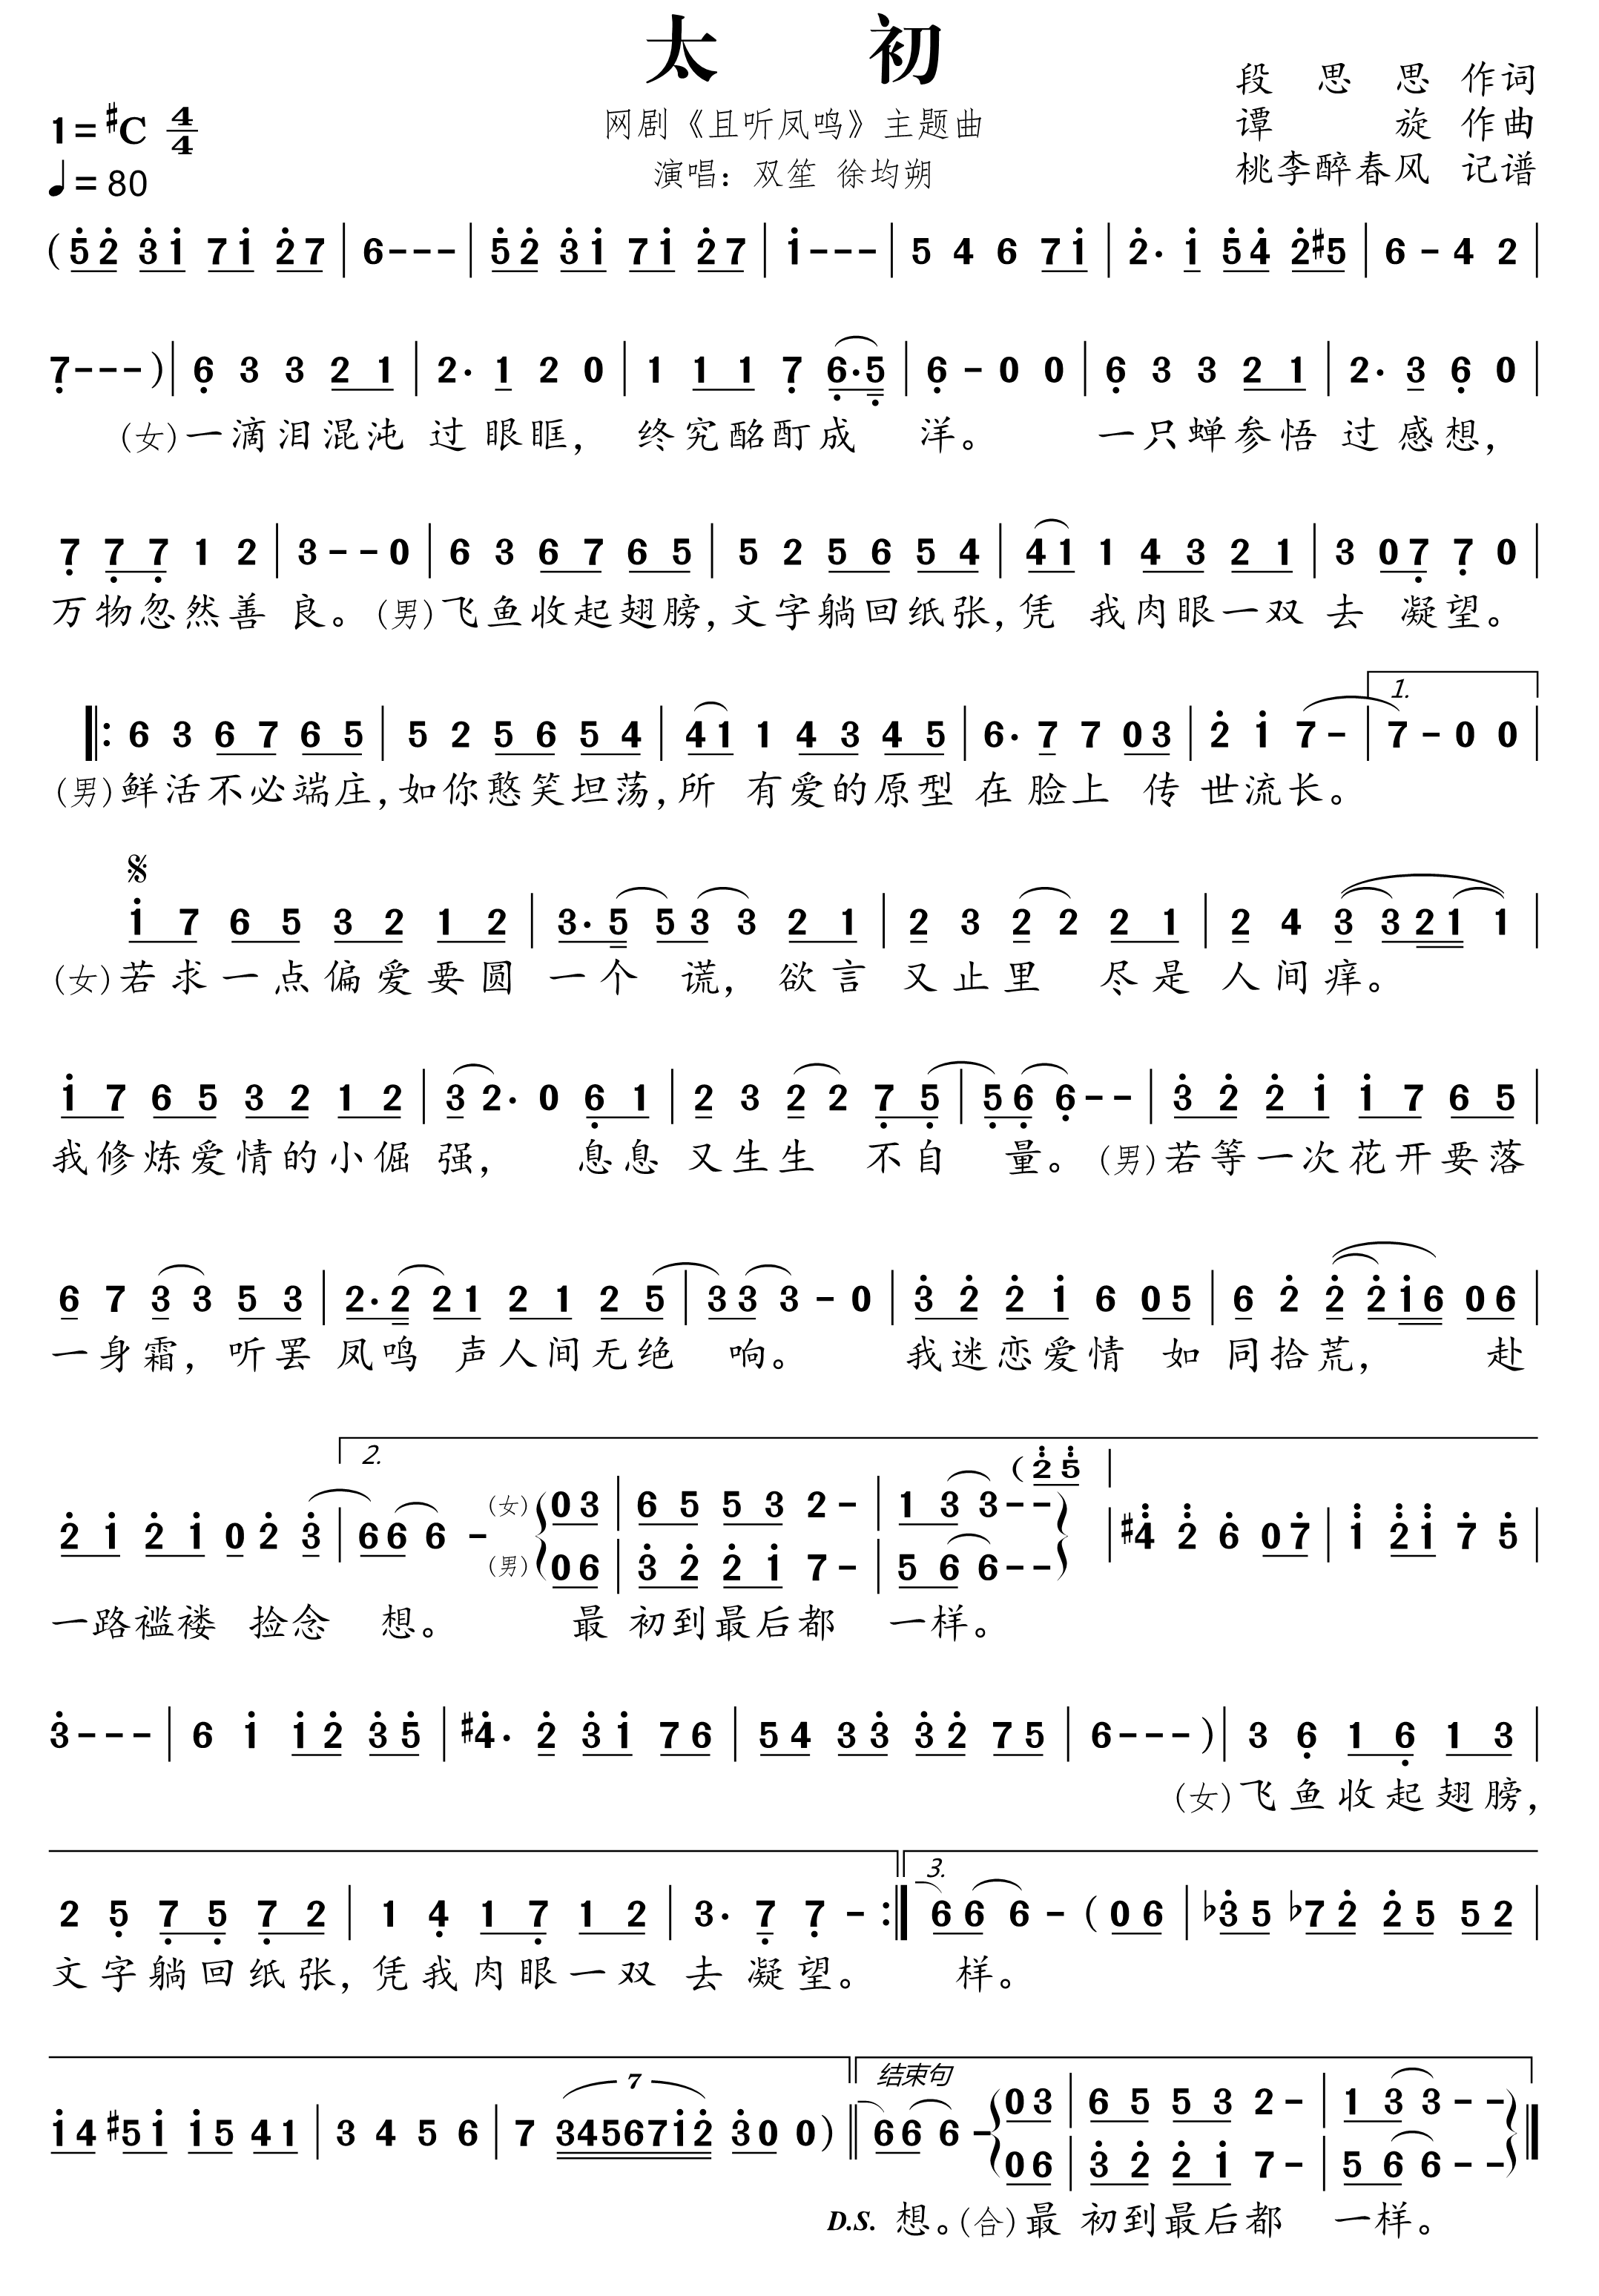 太 初
网剧《且听凤鸣》主题曲
演唱：双笙 徐均朔
段 思 思 作词
谭 旋 作曲
桃李醉春风 记谱
1=#C 4/4
♩=80
(5̇ 2̇ 3̇ 1̇ 7 1̇ 2̇ 7 | 6 - - - | 5̇ 2̇ 3̇ 1̇ 7 1̇ 2̇ 7 | 1̇ - - - | 5 4 6 7 1̇ | 2̇· 1̇ 5̇ 4̇ 2̇ #5 | 6 - 4 2 |
7̣ - - - ) | 6̣ 3 3 2 1 | 2· 1 2 0 | 1 1 1 7̣ 6̣· 5̣ | 6̣ - 0 0 | 6̣ 3 3 2 1 | 2· 3 6̣ 0 |
(女)一滴泪混沌 过眼眶， 终究酩酊成 洋。 一只蝉参悟 过感想，
7̣ 7̣ 7̣ 1 2 | 3 - - 0 | 6 3 6 7 6 5 | 5 2 5 6 5 4 | 4 1 1 4 3 2 1 | 3 0 7̣ 7̣ 0 |
万物忽然善 良。(男)飞鱼收起翅膀，文字躺回纸张，凭 我肉眼一双 去 凝望。
1.
‖: 6 3 6 7 6 5 | 5 2 5 6 5 4 | 4 1 1 4 3 4 5 | 6· 7 7 0 3 | 2̇ 1̇ 7 - | 7 - 0 0 |
(男)鲜活不必端庄，如你憨笑坦荡，所 有爱的原型 在 脸上 传 世流长。
1̇ 7 6 5 3 2 1 2 | 3· 5 5 3 3 2 1 | 2 3 2 2 2 1 | 2 4 3 3 2 1 1 |
(女)若求一点偏爱要圆 一个 谎， 欲言 又止里 尽是 人间痒。
1̇ 7 6 5 3 2 1 2 | 3 2· 0 6̣ 1 | 2 3 2 2 7̣ 5̣ | 5̣ 6̣ 6̣ - - | 3̇ 2̇ 2̇ 1̇ 1̇ 7 6 5 |
我修炼爱情的小倔 强， 息息 又生生 不自 量。(男)若等一次花开要落
6 7 3 3 5 3 | 2· 2 2 1 2 1 2 5 | 3 3 3 - 0 | 3̇ 2̇ 2̇ 1̇ 6 0 5 | 6 2̇ 2̇ 2̇ 1̇ 6 0 6 |
一身霜，听罢 凤鸣 声人间无绝 响。 我迷恋爱情 如 同拾荒， 赴
2.
(2̈ 5̈
(女) 0 3 | 6 5 5 3 2 - | 1 3 3 - -
2̇ 1̇ 2̇ 1̇ 0 2̇ 3̇ | 6 6 6 - | #4̈ 2̈ 6̇ 0 7̇ | 1̈ 2̈ 1̈ 7̇ 5̇ |
(男) 0 6 | 3̇ 2̇ 2̇ 1̇ 7 - | 5 6 6 - -
一路褴褛 捡念 想。 最 初到最后都 一样。
3̇ - - - | 6 1̇ 1̇ 2̇ 3̇ 5̇ | #4̇· 2̇ 3̇ 1̇ 7 6 | 5 4 3 3̇ 3̇ 2̇ 7 5 | 6 - - - ) | 3 6̣ 1 6̣ 1 3 |
(女)飞鱼收起翅膀，
3.
2 5̣ 7̣ 5̣ 7̣ 2 | 1 4̣ 1 7̣ 1 2 | 3· 7̣ 7̣ - :‖ 6 6 6 - (0 6 | ♭3̇ 5 ♭7 2̇ 2̇ 5 5 2 |
文字躺回纸张，凭我肉眼一双 去 凝望。 样。
结束句
7
0 3 | 6 5 5 3 2 - | 1 3 3 - -
1̇ 4 #5 1̇ 1̇ 5 4 1 | 3 4 5 6 | 7 3 4 5 6 7 1̇ 2̇ 3̇ 0 0 ) ‖ 6 6 6 -
0 6 | 3̇ 2̇ 2̇ 1̇ 7 - | 5 6 6 - - ‖
D.S. 想。(合)最 初到最后都 一样。